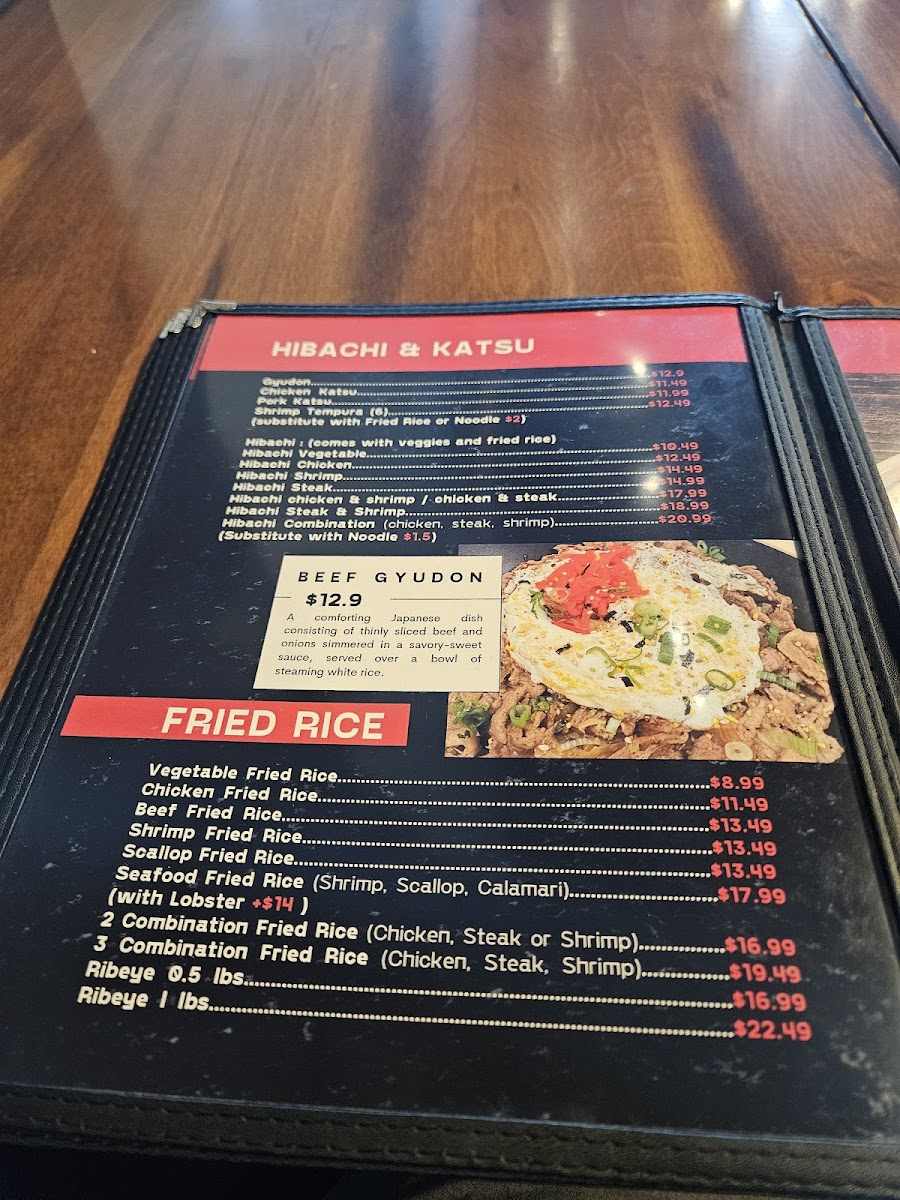 HIBACHI & KATSU
Gyudon $12.9
Chicken Katsu $11.49
Pork Katsu $11.99
Shrimp Tempura (6) $12.49
(substitute with Fried Rice or Noodle $2)
Hibachi : (comes with veggies and fried rice)
Hibachi Vegetable $10.49
Hibachi Chicken $12.49
Hibachi Shrimp $14.49
Hibachi Steak $14.99
Hibachi chicken & shrimp / chicken & steak $17.99
Hibachi Steak & Shrimp $18.99
Hibachi Combination (chicken, steak, shrimp) $20.99
(Substitute with Noodle $1.5)
BEEF GYUDON
$12.9
A comforting Japanese dish
consisting of thinly sliced beef and
onions simmered in a savory-sweet
sauce, served over a bowl of
steaming white rice.
FRIED RICE
Vegetable Fried Rice $8.99
Chicken Fried Rice $11.49
Beef Fried Rice $13.49
Shrimp Fried Rice $13.49
Scallop Fried Rice $13.49
Seafood Fried Rice (Shrimp, Scallop, Calamari) $17.99
(with Lobster +$14 )
2 Combination Fried Rice (Chicken, Steak or Shrimp) $16.99
3 Combination Fried Rice (Chicken, Steak, Shrimp) $19.49
Ribeye 0.5 lbs $16.99
Ribeye 1 lbs $22.49